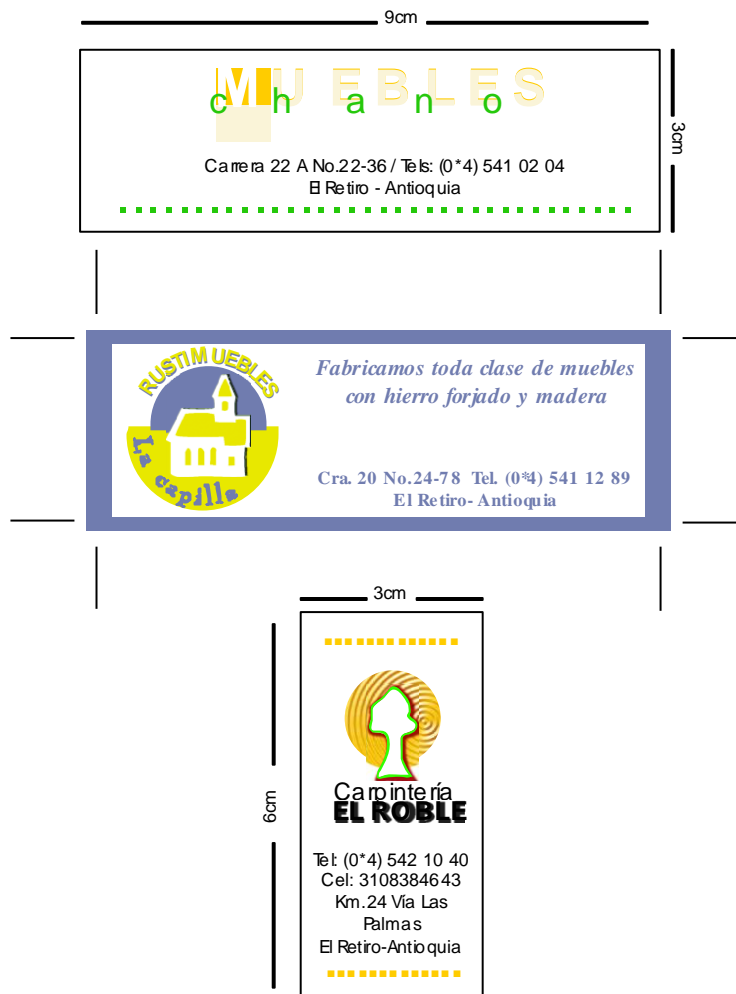 9cm
MUEBLES
chano
3cm
Carrera 22 A No.22-36 / Tels: (0*4) 541 02 04
El Retiro - Antioquia
RUSTIMUEBLES
La capilla
Fabricamos toda clase de muebles
con hierro forjado y madera
Cra. 20 No.24-78 Tel. (0*4) 541 12 89
El Retiro- Antioquia
3cm
6cm
Carpintería
EL ROBLE
Tel: (0*4) 542 10 40
Cel: 3108384643
Km.24 Vía Las
Palmas
El Retiro-Antioquia